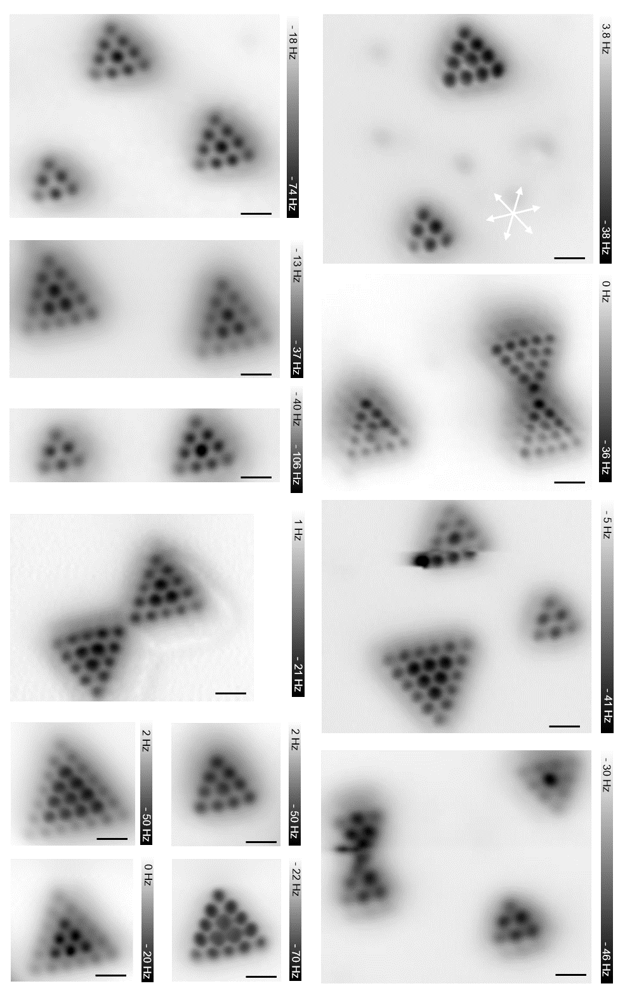 - 18 Hz
- 74 Hz
3.8 Hz
- 38 Hz
- 13 Hz
- 37 Hz
0 Hz
- 36 Hz
- 40 Hz
- 106 Hz
1 Hz
- 21 Hz
- 5 Hz
- 41 Hz
2 Hz
- 50 Hz
2 Hz
- 50 Hz
- 30 Hz
- 46 Hz
0 Hz
- 20 Hz
- 22 Hz
- 70 Hz